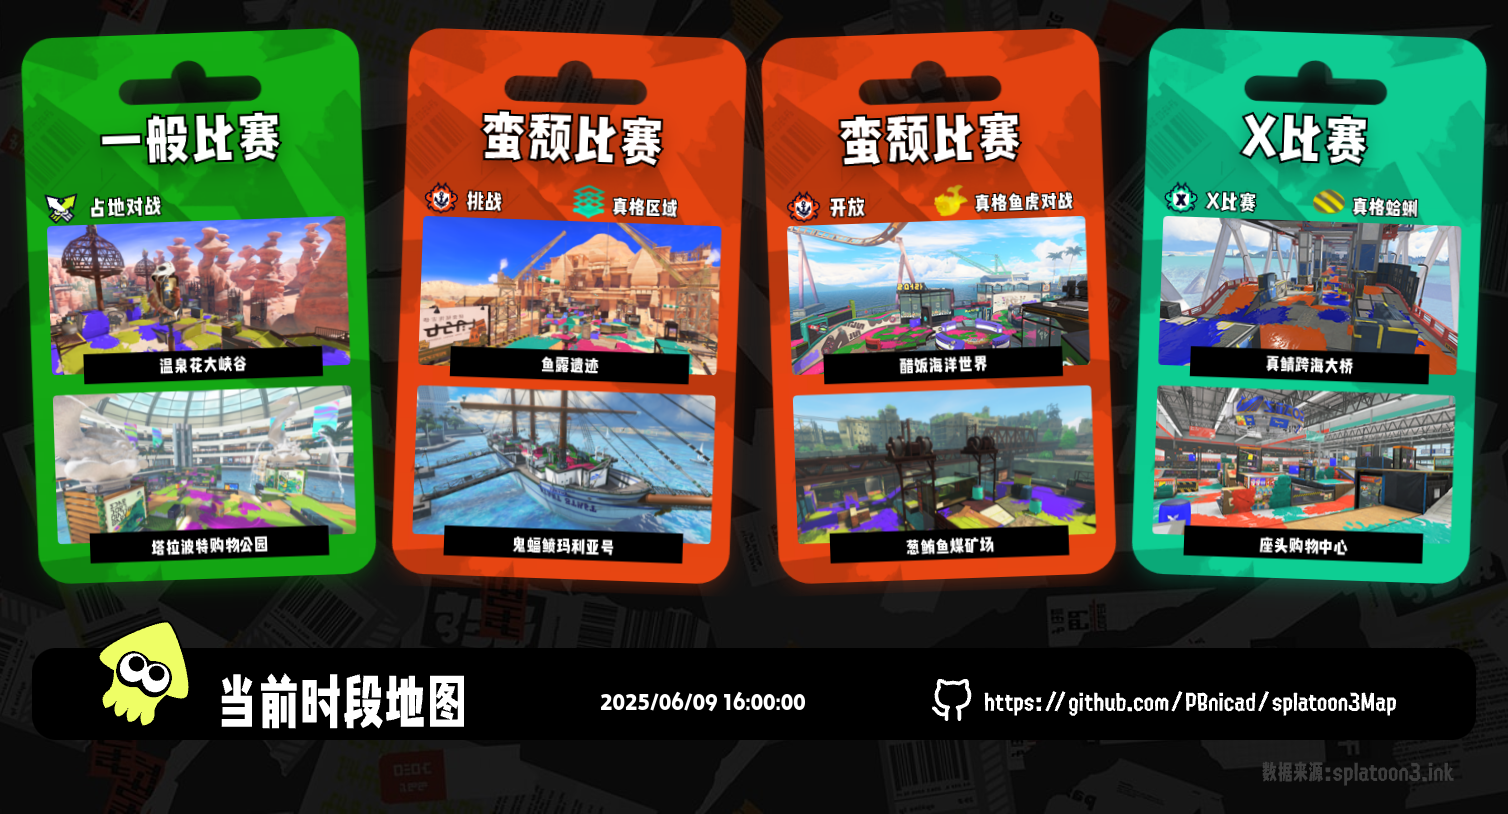 一般比赛
占地对战
温泉花大峡谷
塔拉波特购物公园
蛮颓比赛
挑战
真格区域
鱼露遗迹
鬼蝠鲼玛利亚号
蛮颓比赛
开放
真格鱼虎对战
醋饭海洋世界
葱鲔鱼煤矿场
X比赛
X比赛
真格蛤蜊
真鲭跨海大桥
座头购物中心
当前时段地图
2025/06/09 16:00:00
https://github.com/PBnicad/splatoon3Map
数据来源:splatoon3.ink